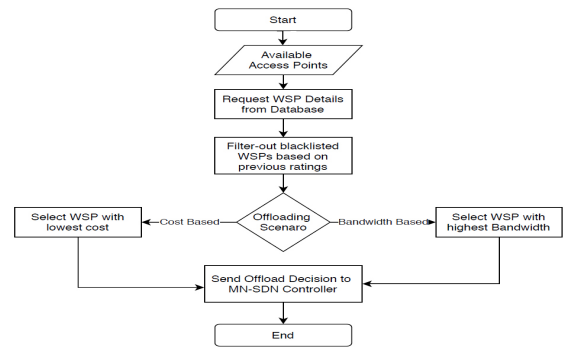 Start
Available
Access Points
Request WSP Details
from Database
Filter-out blacklisted
WSPs based on
previous ratings
Select WSP with
lowest cost
Cost Based
Offloading
Scenaro
Bandwidth Based
Select WSP with
highest Bandwidth
Send Offload Decision to
MN-SDN Controller
End